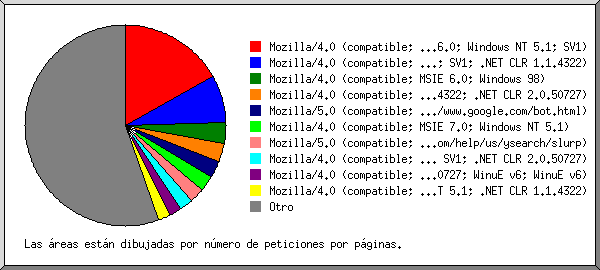 Mozilla/4.0 (compatible; ...6.0; Windows NT 5.1; SV1)
Mozilla/4.0 (compatible; ...; SV1; .NET CLR 1.1.4322)
Mozilla/4.0 (compatible; MSIE 6.0; Windows 98)
Mozilla/4.0 (compatible; ...4322; .NET CLR 2.0.50727)
Mozilla/5.0 (compatible; .../www.google.com/bot.html)
Mozilla/4.0 (compatible; MSIE 7.0; Windows NT 5.1)
Mozilla/5.0 (compatible; ...om/help/us/ysearch/slurp)
Mozilla/4.0 (compatible; ... SV1; .NET CLR 2.0.50727)
Mozilla/4.0 (compatible; ...0727; WinuE v6; WinuE v6)
Mozilla/4.0 (compatible; ...T 5.1; .NET CLR 1.1.4322)
Otro
Las áreas están dibujadas por número de peticiones por páginas.